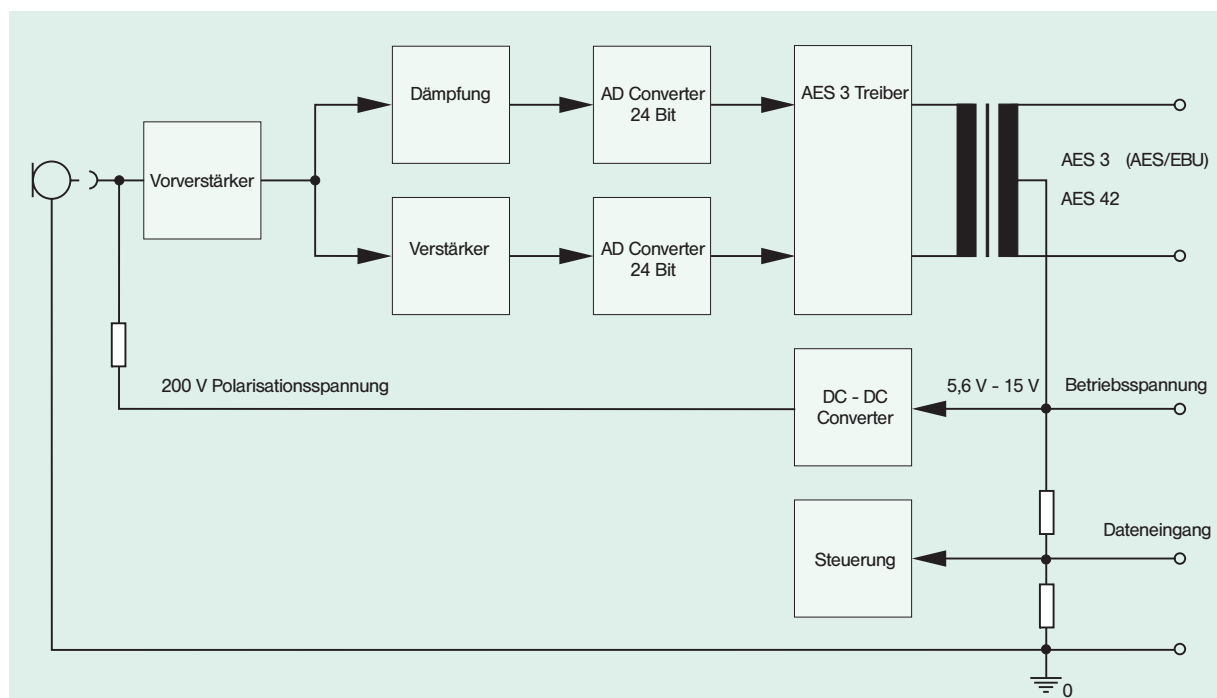 Dämpfung
AD Converter
24 Bit
AES 3 Treiber
Vorverstärker
AES 3 (AES/EBU)
AES 42
Verstärker
AD Converter
24 Bit
200 V Polarisationsspannung
DC - DC
Converter
5,6 V - 15 V
Betriebsspannung
Steuerung
Dateneingang
0